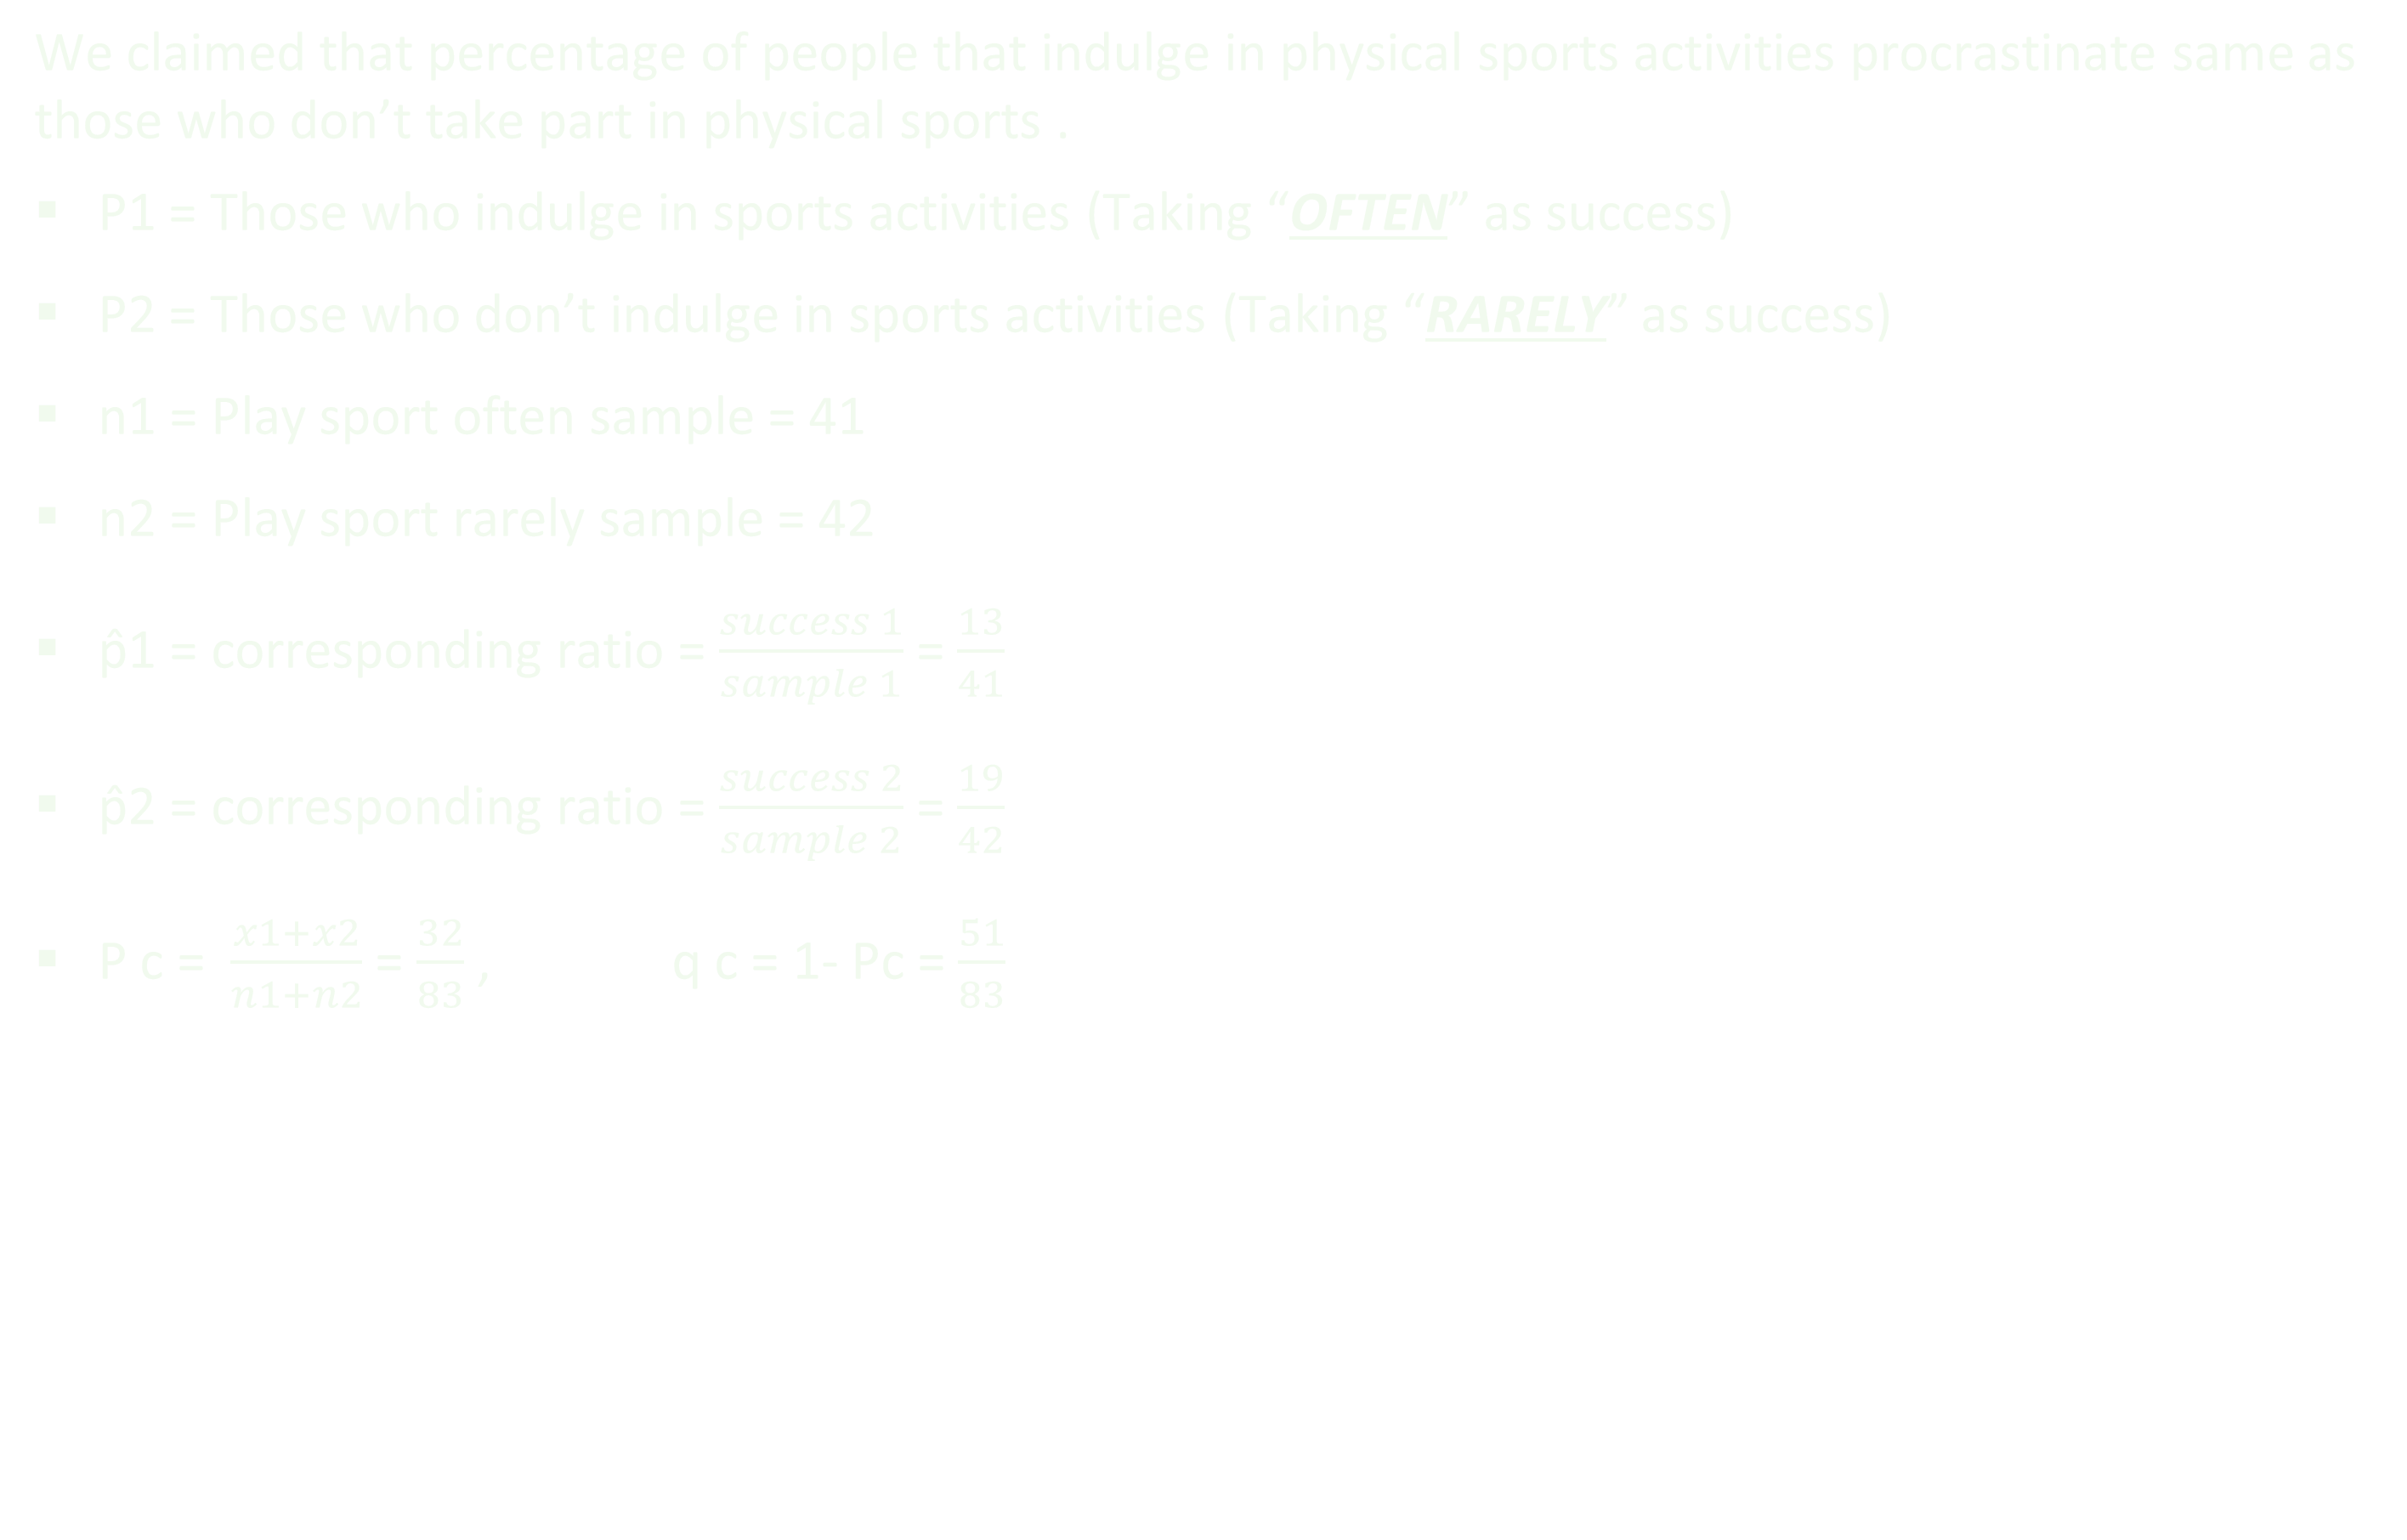 We claimed that percentage of people that indulge in physical sports activities procrastinate same as
those who don’t take part in physical sports .
▪ P1 = Those who indulge in sports activities (Taking “OFTEN” as success)
▪ P2 = Those who don’t indulge in sports activities (Taking “RARELY” as success)
▪ n1 = Play sport often sample = 41
▪ n2 = Play sport rarely sample = 42
▪ p̂1 = corresponding ratio = success 1 / sample 1 = 13 / 41
▪ p̂2 = corresponding ratio = success 2 / sample 2 = 19 / 42
▪ P c = x1+x2 / n1+n2 = 32 / 83 , q c = 1- Pc = 51 / 83